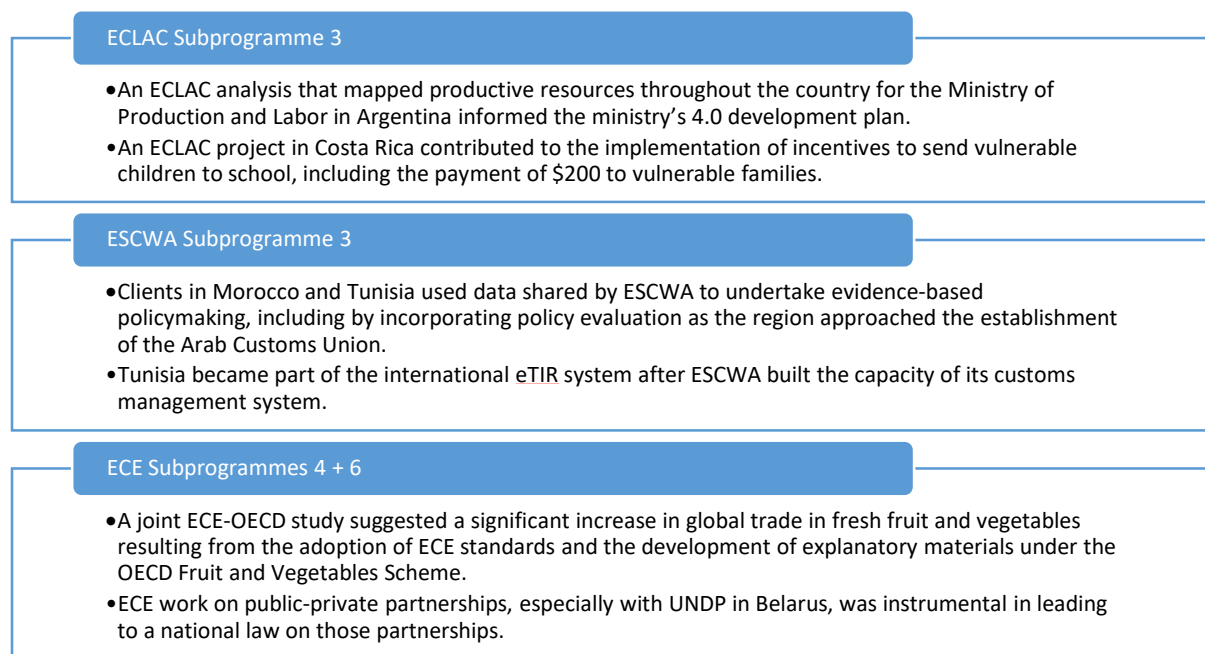 ECLAC Subprogramme 3
•An ECLAC analysis that mapped productive resources throughout the country for the Ministry of
Production and Labor in Argentina informed the ministry's 4.0 development plan.
•An ECLAC project in Costa Rica contributed to the implementation of incentives to send vulnerable
children to school, including the payment of $200 to vulnerable families.
ESCWA Subprogramme 3
•Clients in Morocco and Tunisia used data shared by ESCWA to undertake evidence-based
policymaking, including by incorporating policy evaluation as the region approached the establishment
of the Arab Customs Union.
•Tunisia became part of the international eTIR system after ESCWA built the capacity of its customs
management system.
ECE Subprogrammes 4 + 6
•A joint ECE-OECD study suggested a significant increase in global trade in fresh fruit and vegetables
resulting from the adoption of ECE standards and the development of explanatory materials under the
OECD Fruit and Vegetables Scheme.
•ECE work on public-private partnerships, especially with UNDP in Belarus, was instrumental in leading
to a national law on those partnerships.